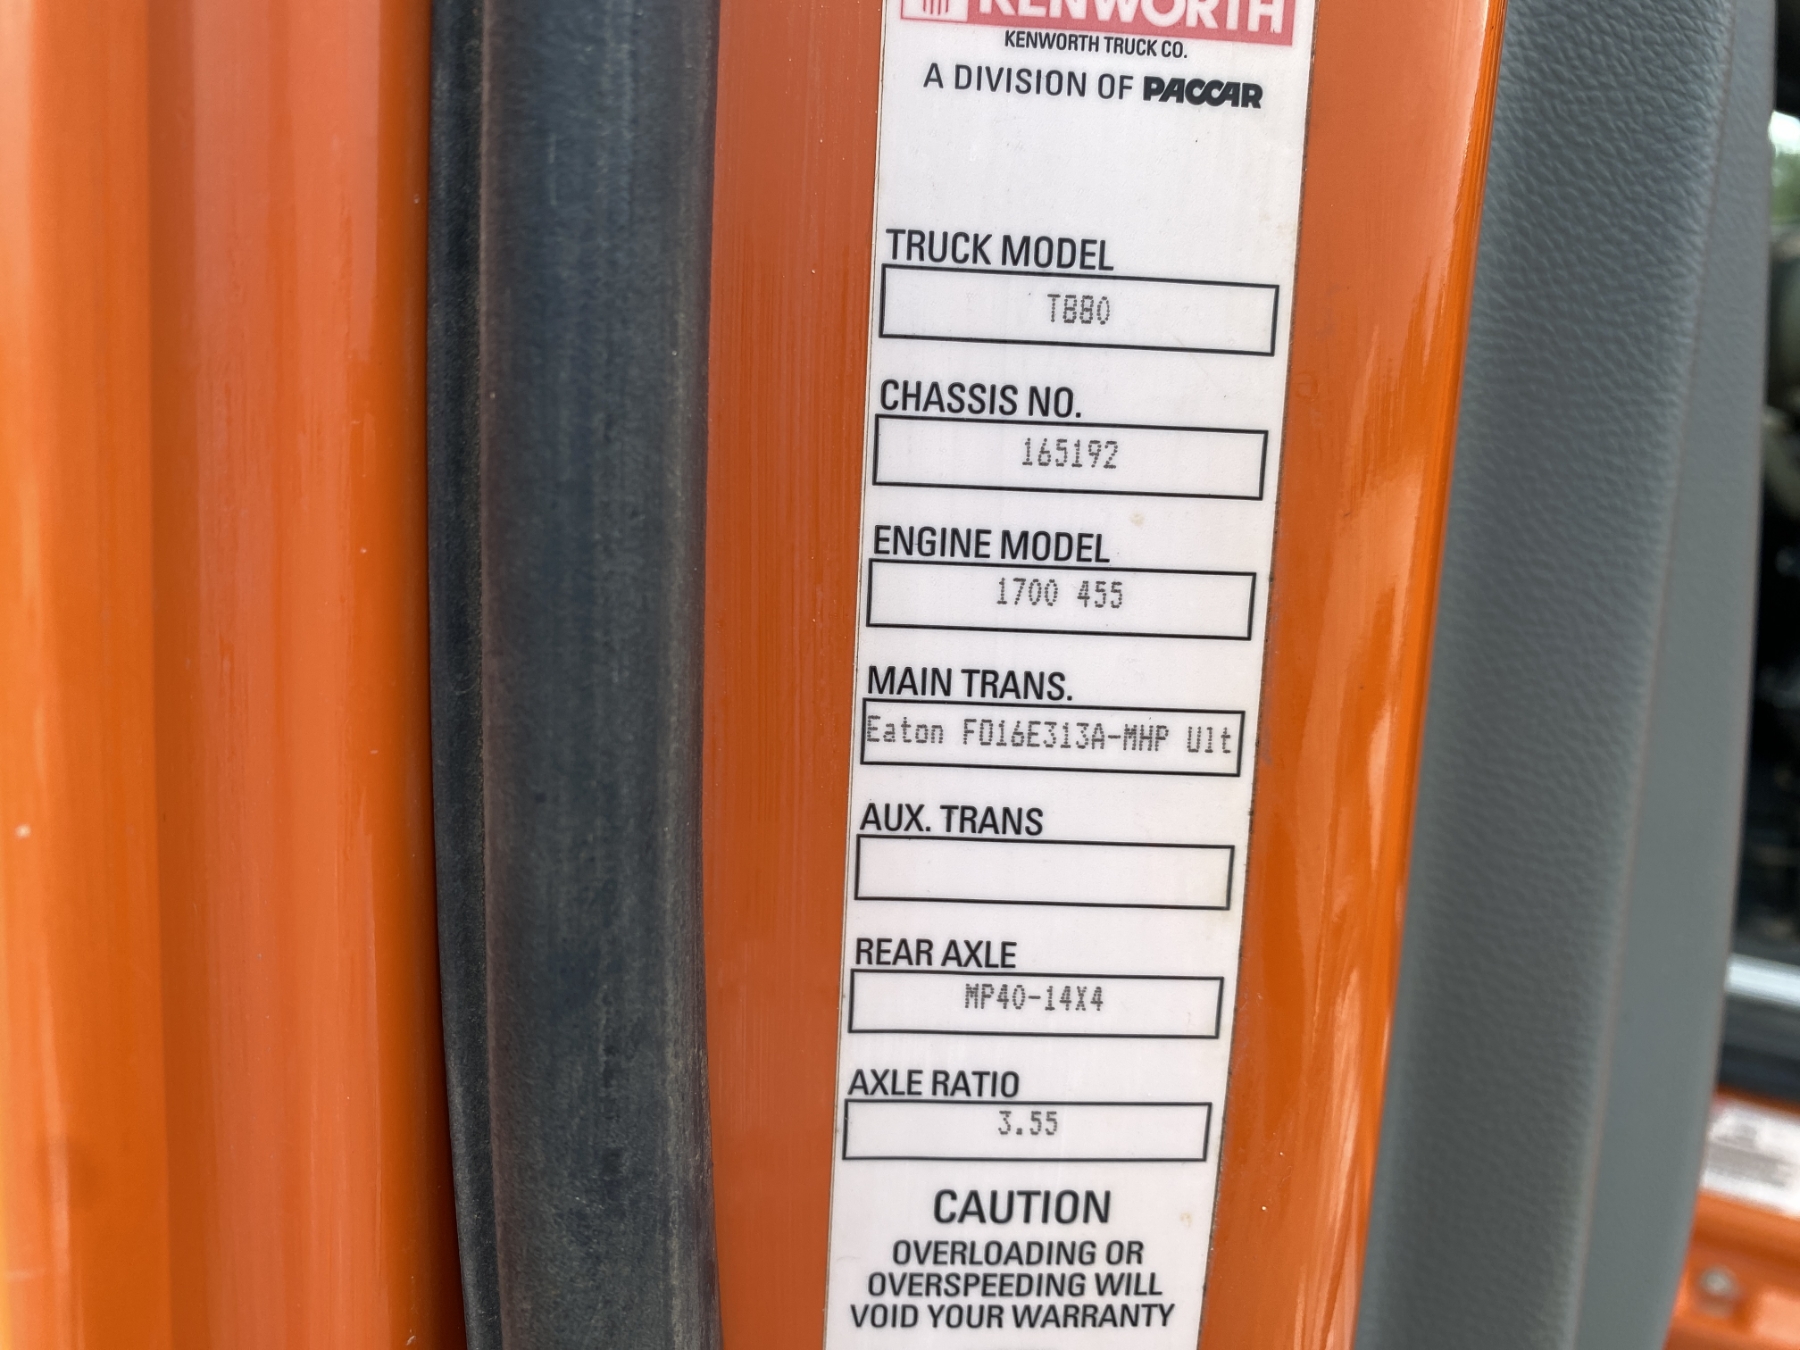 KENWORTH
KENWORTH TRUCK CO.
A DIVISION OF PACCAR
TRUCK MODEL
T880
CHASSIS NO.
165192
ENGINE MODEL
1700 455
MAIN TRANS.
Eaton FO16E313A-MHP Ult
AUX. TRANS
REAR AXLE
MP40-14X4
AXLE RATIO
3.55
CAUTION
OVERLOADING OR
OVERSPEEDING WILL
VOID YOUR WARRANTY